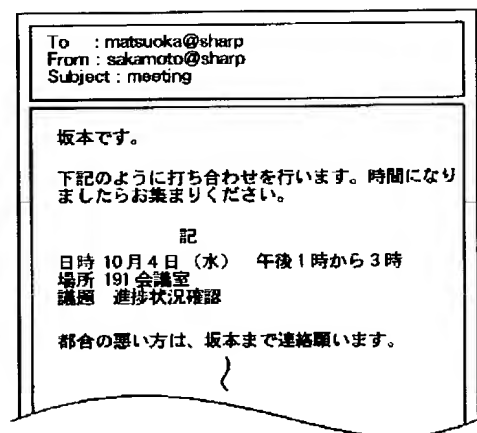 To : matsuoka@sharp
From : sakamoto@sharp
Subject : meeting
坂本です。
下記のように打ち合わせを行います。時間になり
ましたらお集まりください。
記
日時 10月4日(水) 午後1時から3時
場所 191会議室
議題 進捗状況確認
都合の悪い方は、坂本まで連絡願います。